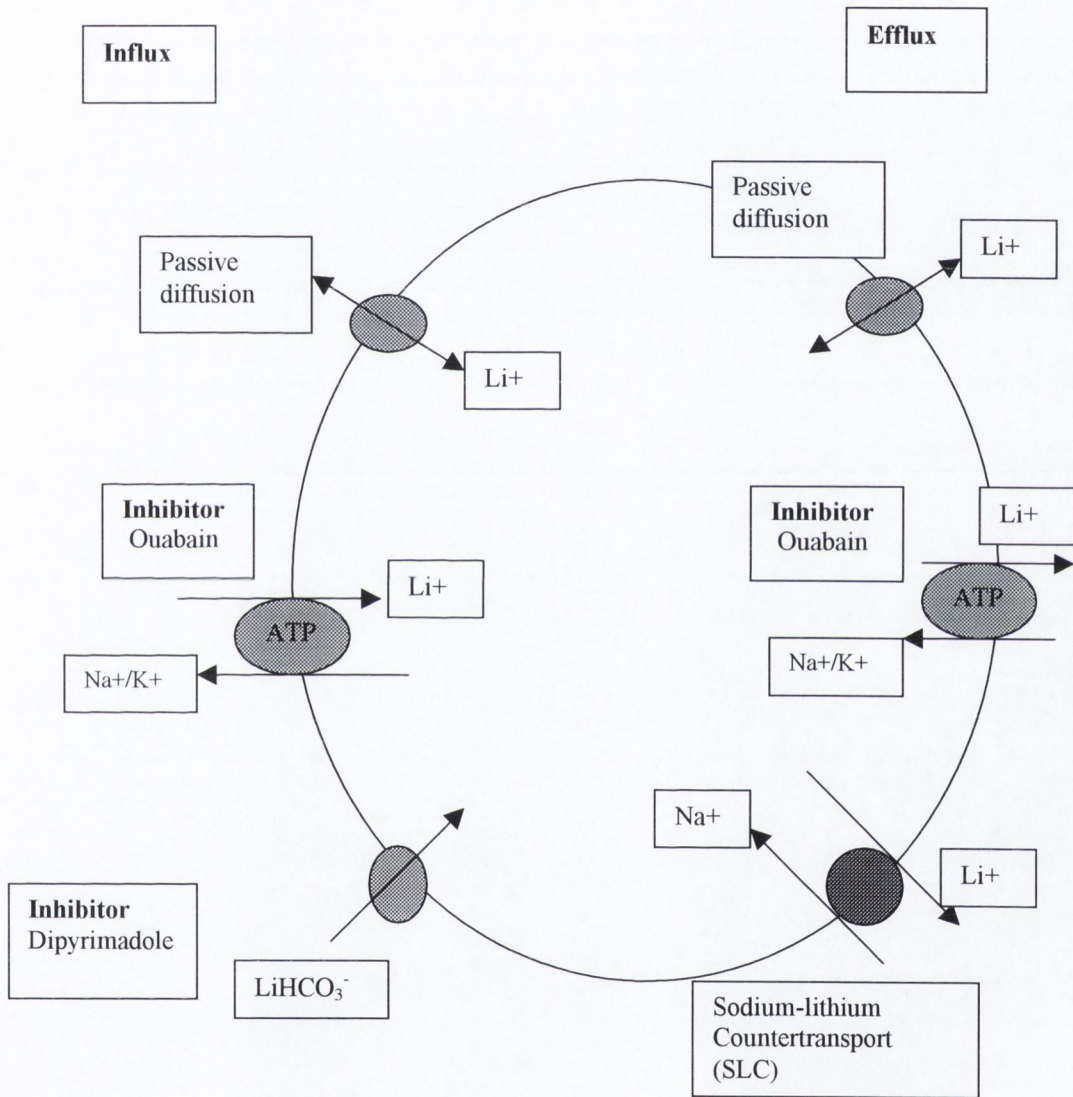 Influx
Efflux
Passive
diffusion
Li+
Passive
diffusion
Li+
Inhibitor
Ouabain
Li+
ATP
Na+/K+
Inhibitor
Ouabain
Li+
ATP
Na+/K+
Na+
Li+
Inhibitor
Dipyrimadole
LiHCO₃⁻
Sodium-lithium
Countertransport
(SLC)